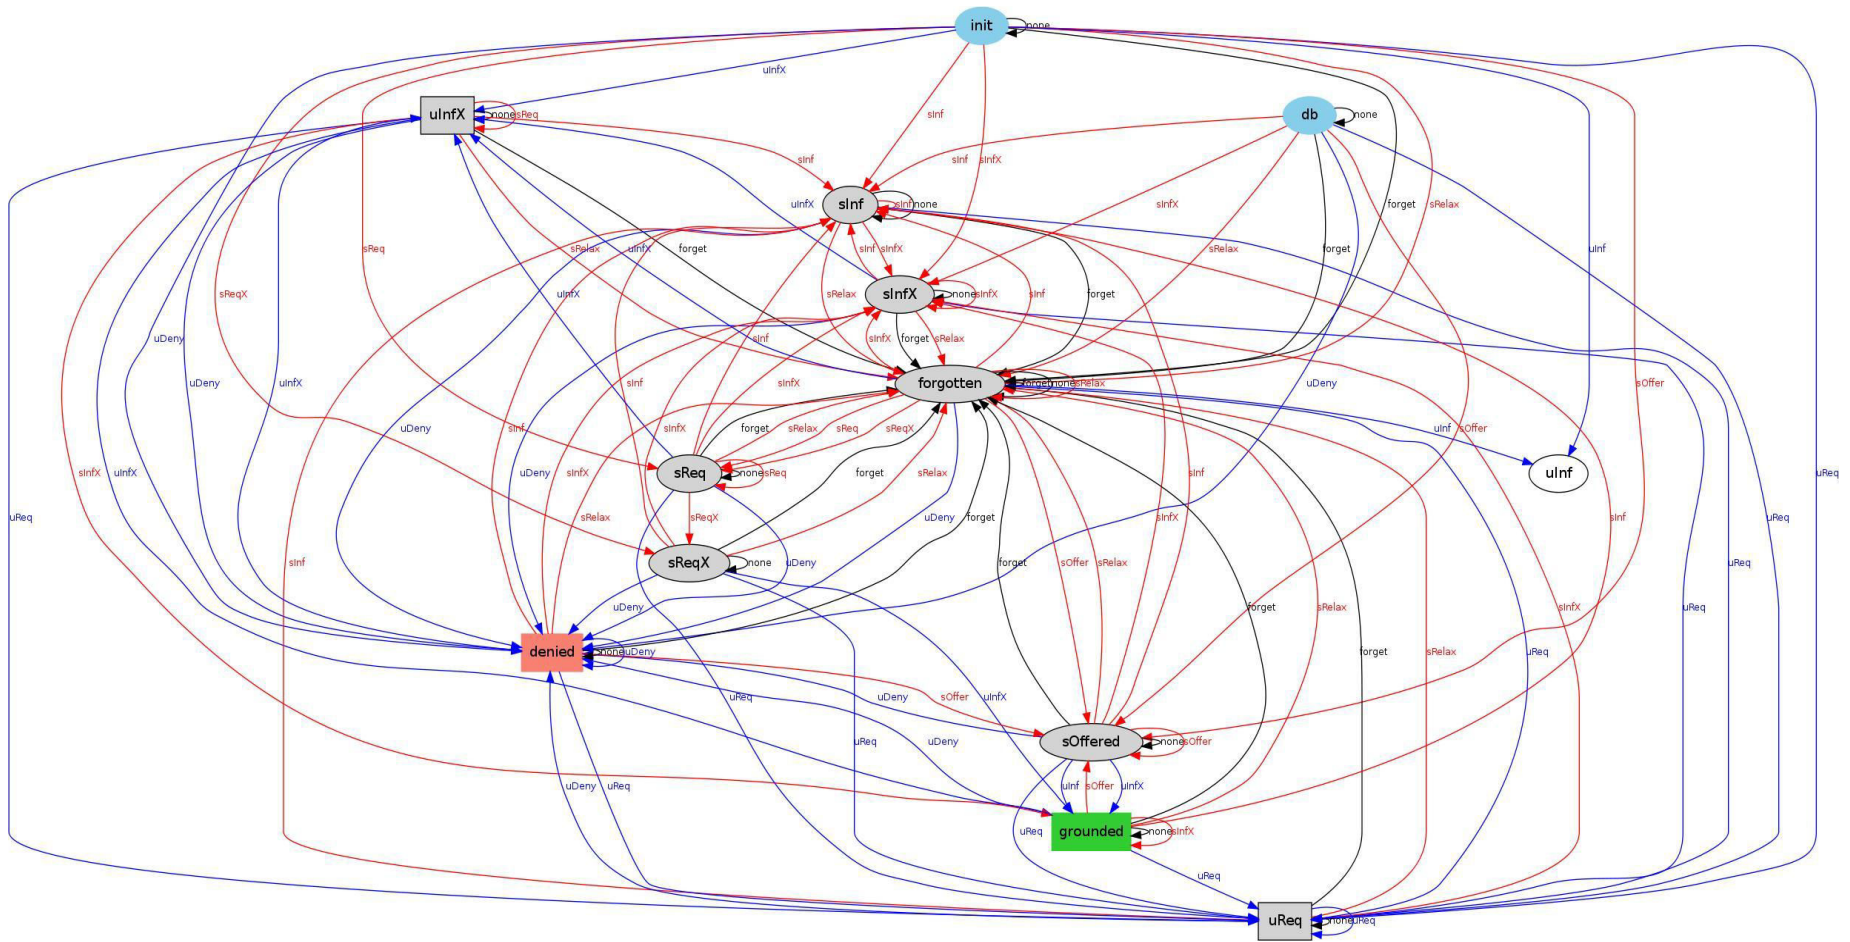 init
none
uInfX
uInfX
none
sReq
sInf
sInfX
db
none
sInf
sInf
sInf
none
sInfX
uInfX
forget
sRelax
uInfX
sReq
sReqX
uDeny
uDeny
uInfX
sRelax
uInf
forget
sRelax
sInf
sInfX
sRelax
sInf
forget
forget
sInfX
none
sInfX
uInfX
sInf
sInfX
sInf
sInfX
sInfX
forget
sRelax
forgotten
forget
none
sRelax
uDeny
sOffer
uDeny
forget
sRelax
sReq
sReqX
uInf
sOffer
sReq
none
sReq
uDeny
sInfX
uInfX
sInf
sInfX
forget
sRelax
sInf
uInf
uReq
sReqX
uDeny
sInfX
sInf
uReq
uReq
sRelax
forget
sReqX
none
uDeny
sInf
uDeny
forget
sOffer
sRelax
forget
sRelax
sInfX
uReq
uReq
denied
none
uDeny
sOffer
uDeny
uInfX
uReq
sRelax
forget
uReq
uReq
uDeny
sOffered
none
sOffer
uDeny
uReq
uInf
sOffer
uInfX
grounded
none
sInfX
uReq
uReq
uReq
none
uReq